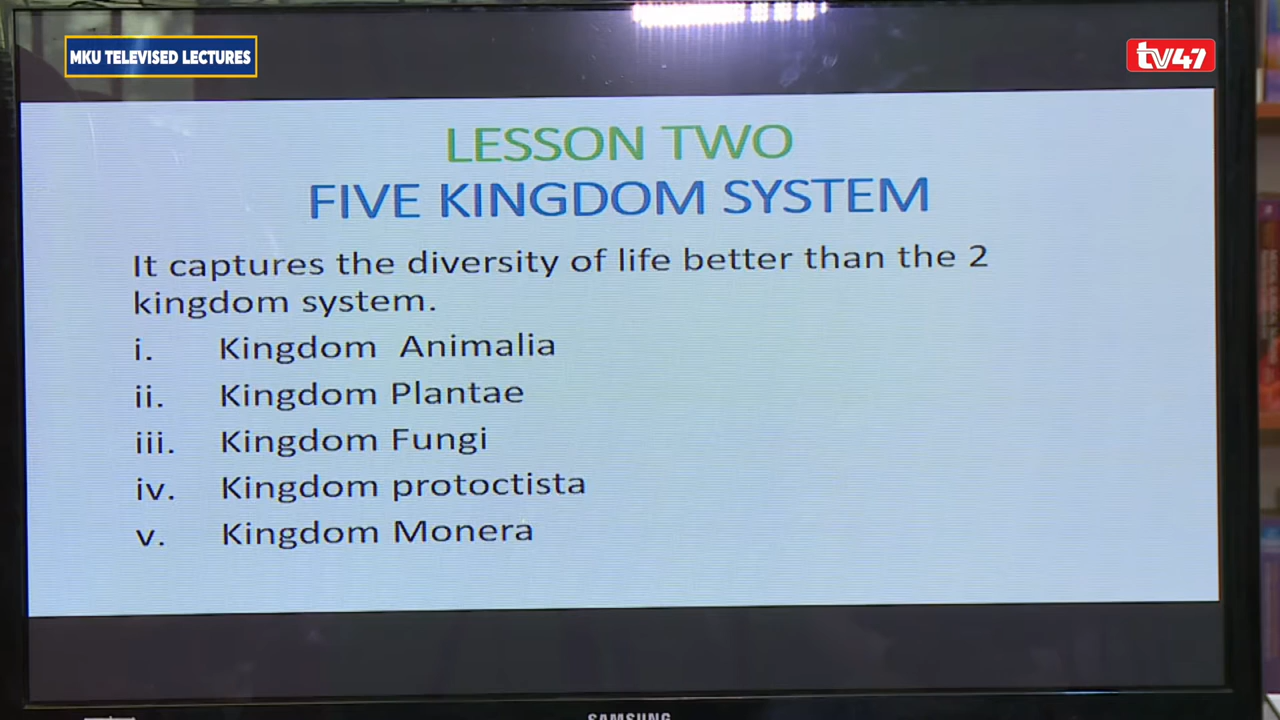 MKU TELEVISED LECTURES
tv47
LESSON TWO
FIVE KINGDOM SYSTEM
It captures the diversity of life better than the 2
kingdom system.
i. Kingdom Animalia
ii. Kingdom Plantae
iii. Kingdom Fungi
iv. Kingdom protoctista
v. Kingdom Monera
SAMSUNG